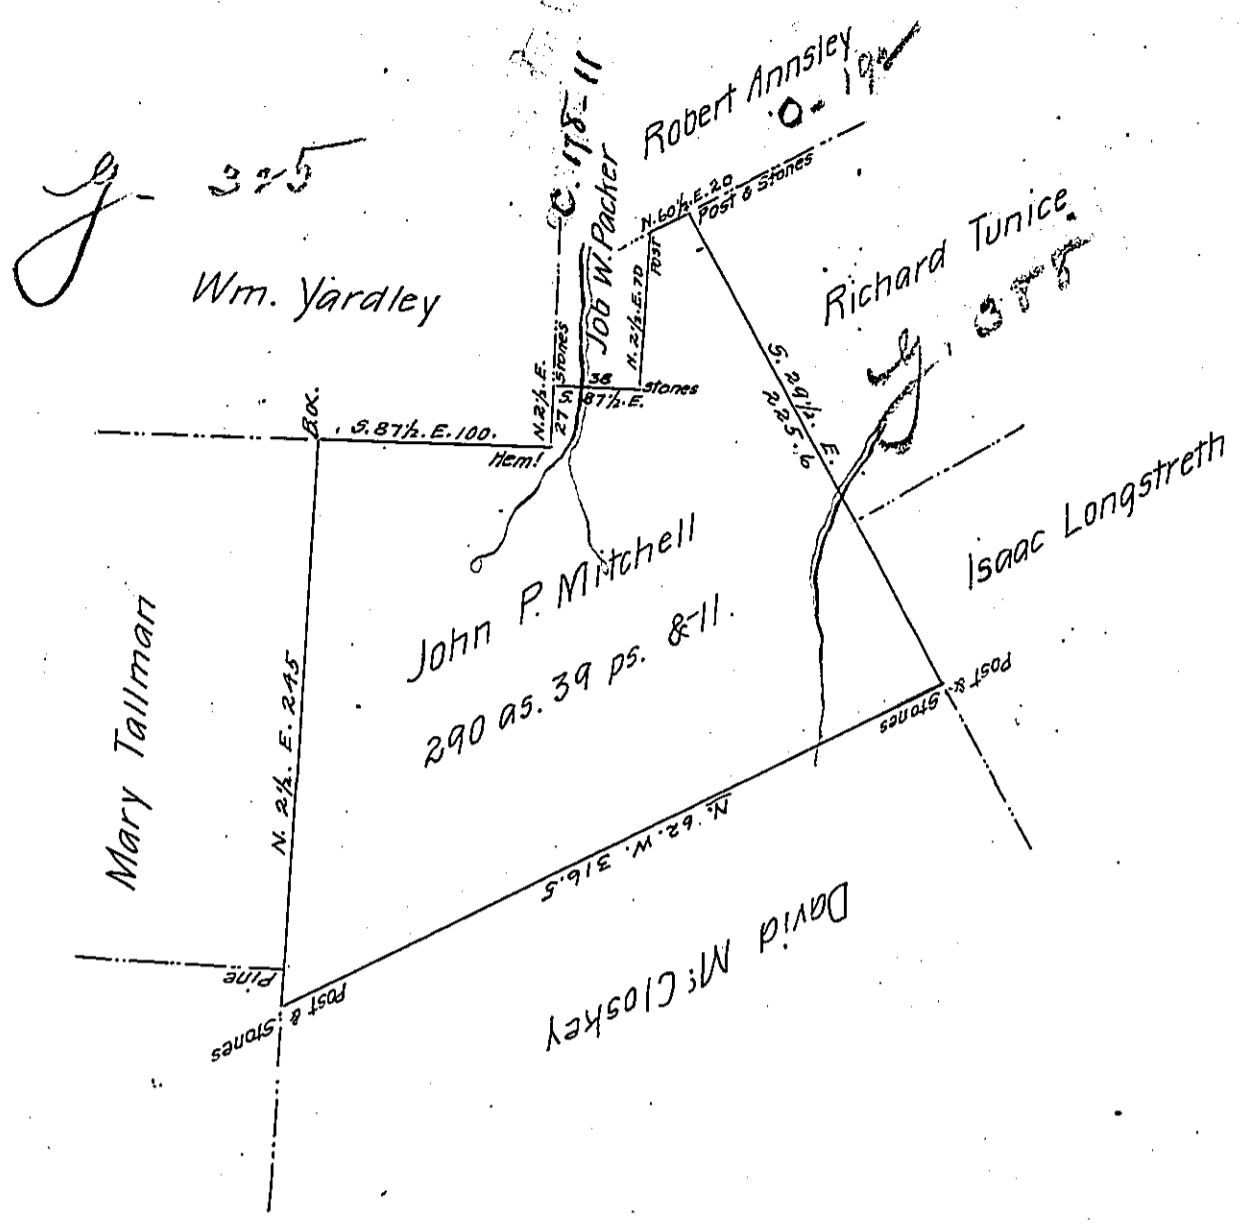 Robert Annsley
O- 19
C. 178-11
Job W. Packer
Wm. Yardley
N. 60½. E. 20
Post & Stones
Post
N. 2½. E. 70
Richard Tunice.
S. 29½. E.
225.6
N. 2½. E.
27
Stones
38
S 87½. E.
stones
S. 87½. E. 100.
Hem!
Isaac Longstreth
John P. Mitchell
290 as. 39 ps. &-11.
Mary Tallman
N. 2½. E. 245
Post &
Stones
N. 62. W. 316.5
David McCloskey
Pine
Post &
Stones